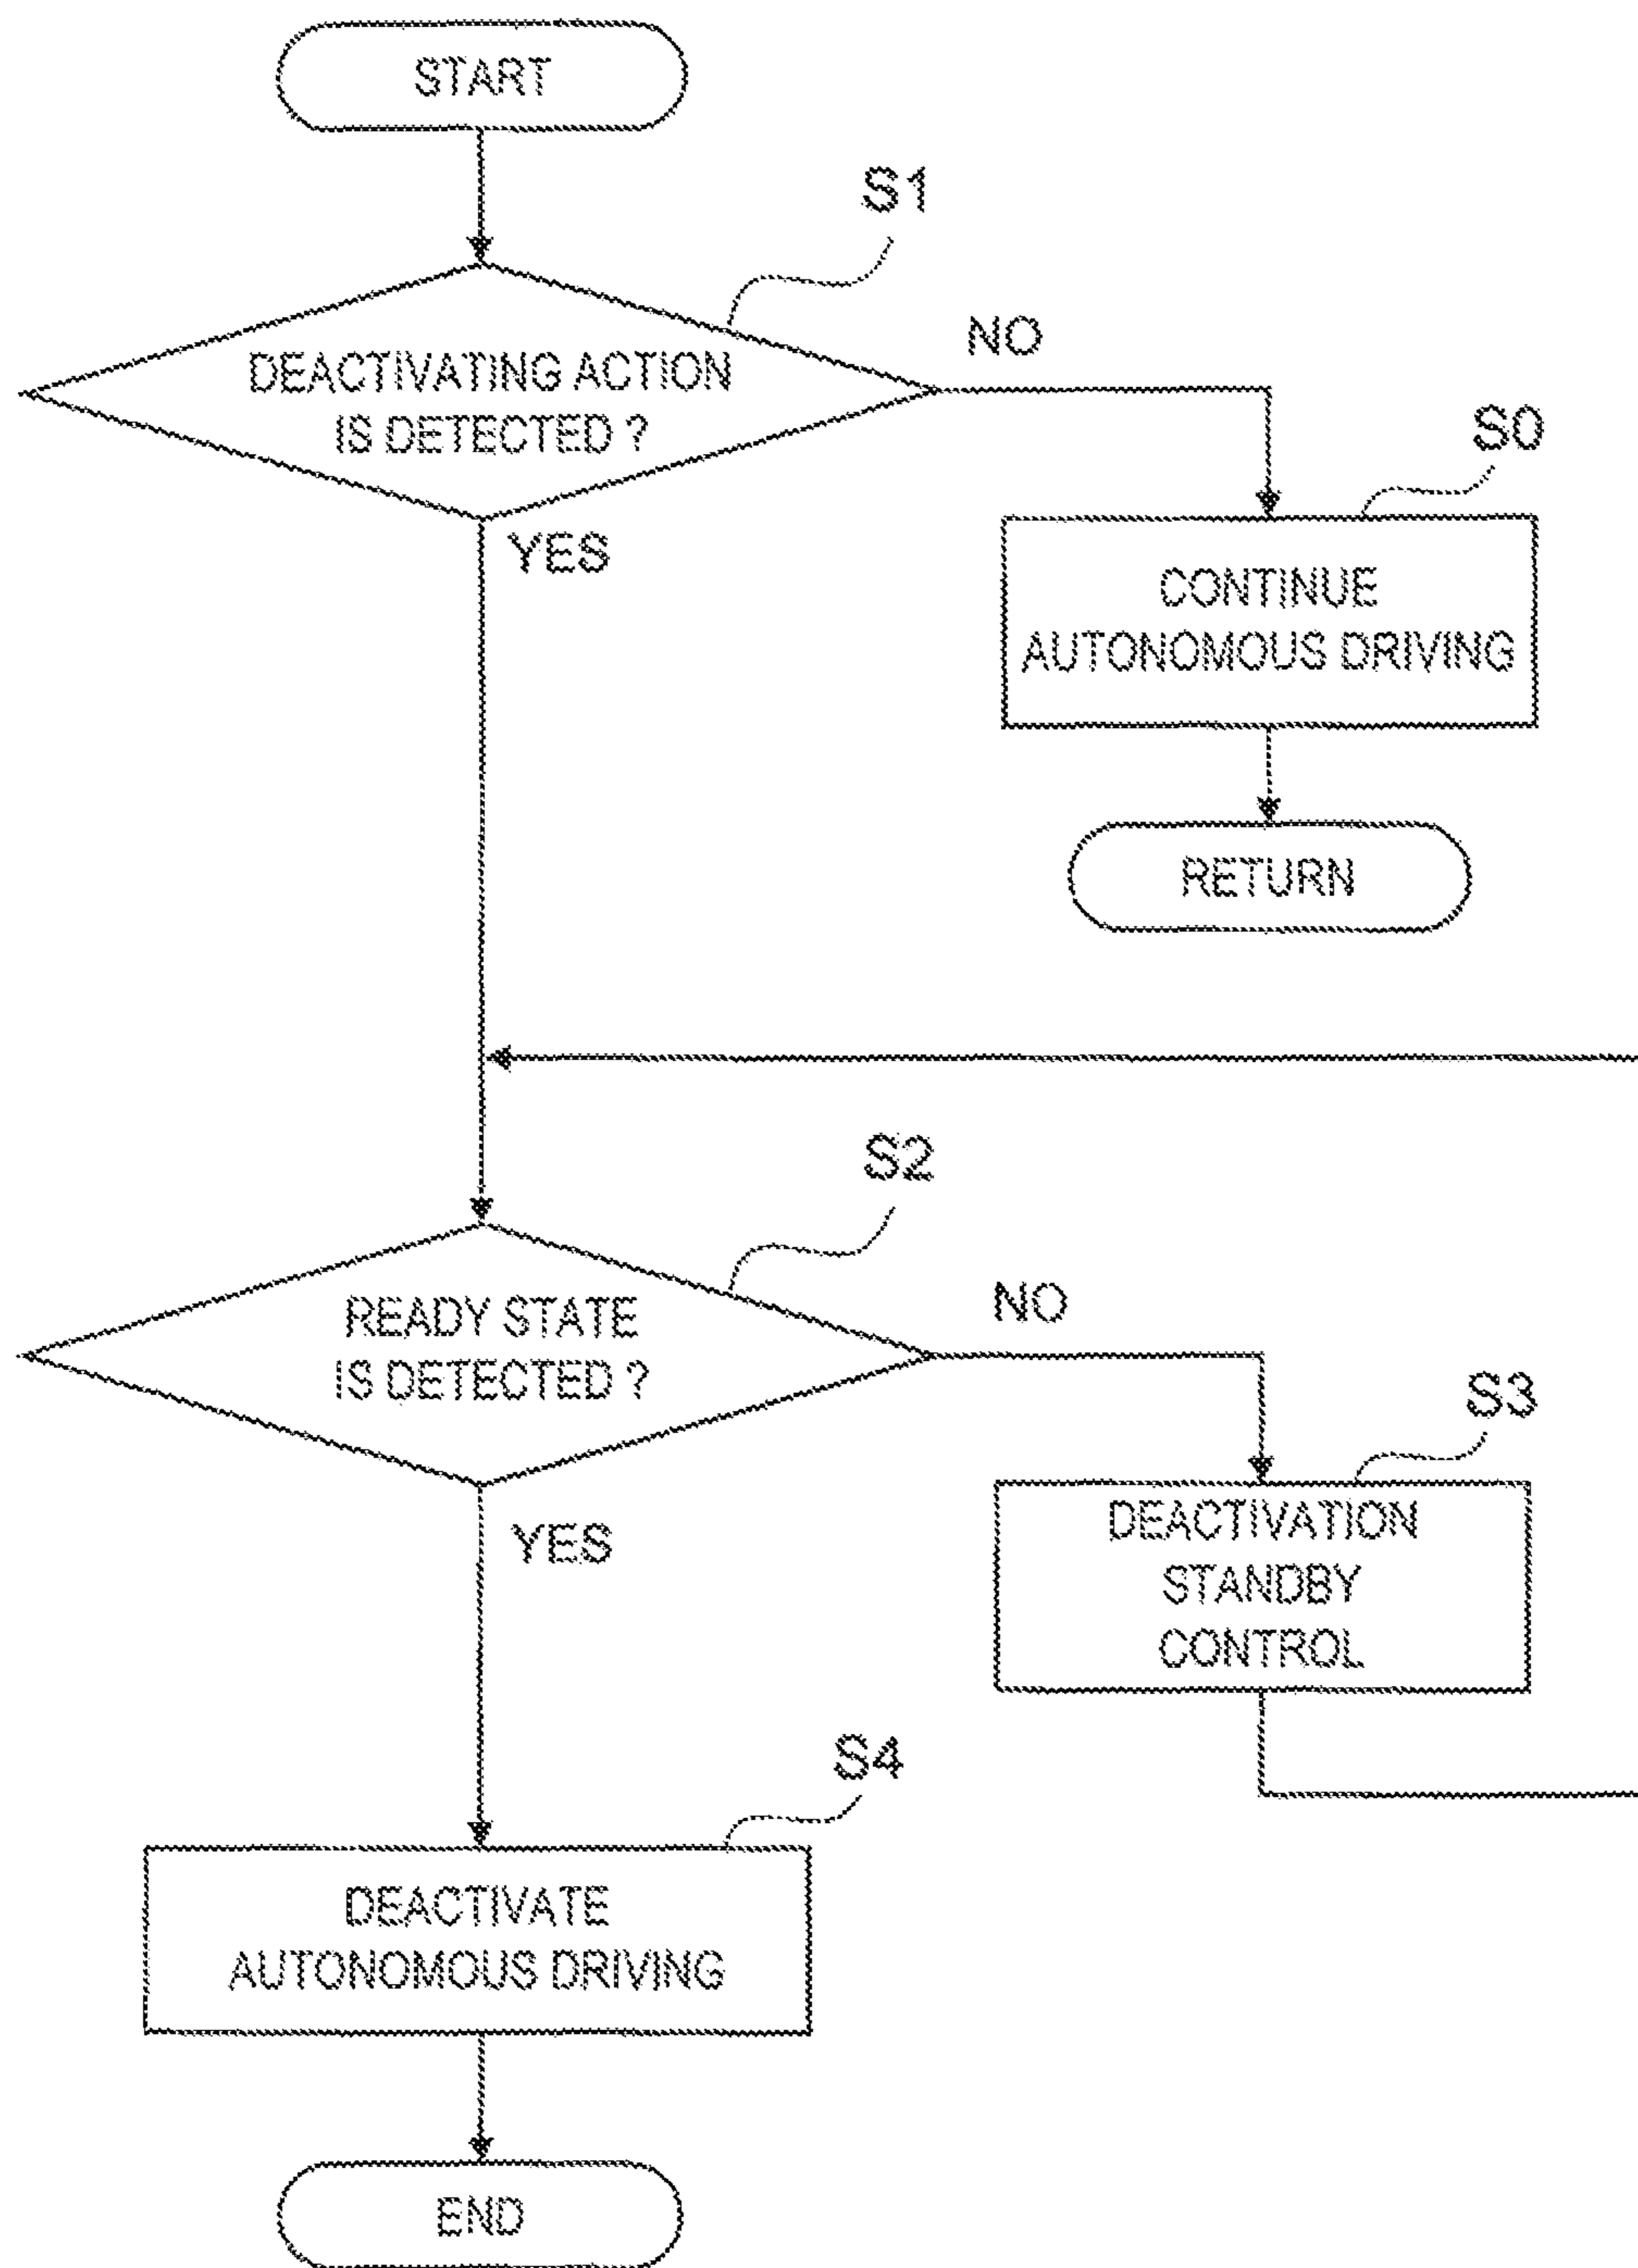 START
S1
DEACTIVATING ACTION
IS DETECTED ?
NO
YES
S0
CONTINUE
AUTONOMOUS DRIVING
RETURN
S2
READY STATE
IS DETECTED ?
NO
YES
S3
DEACTIVATION
STANDBY
CONTROL
S4
DEACTIVATE
AUTONOMOUS DRIVING
END